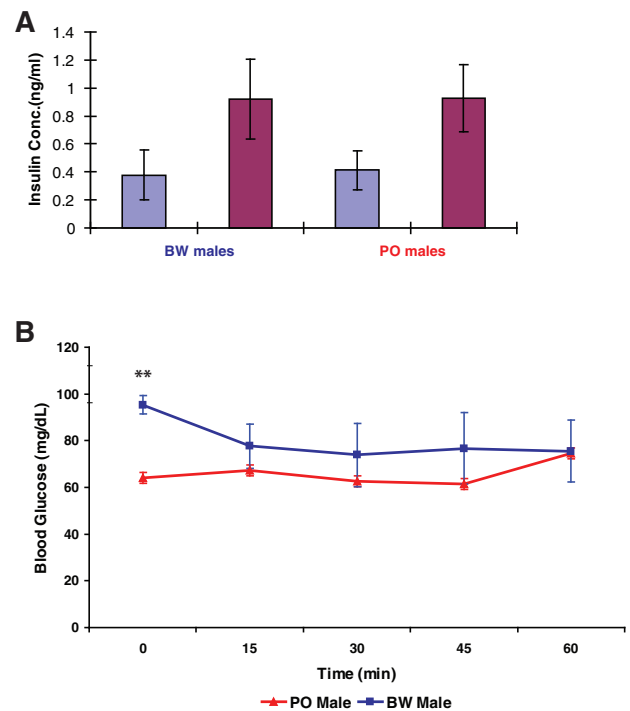 A
Insulin Conc.(ng/ml)
1.4
1.2
1
0.8
0.6
0.4
0.2
0
BW males
PO males
B
Blood Glucose (mg/dL)
120
100
80
60
40
20
0
**
0
15
30
45
60
Time (min)
PO Male
BW Male